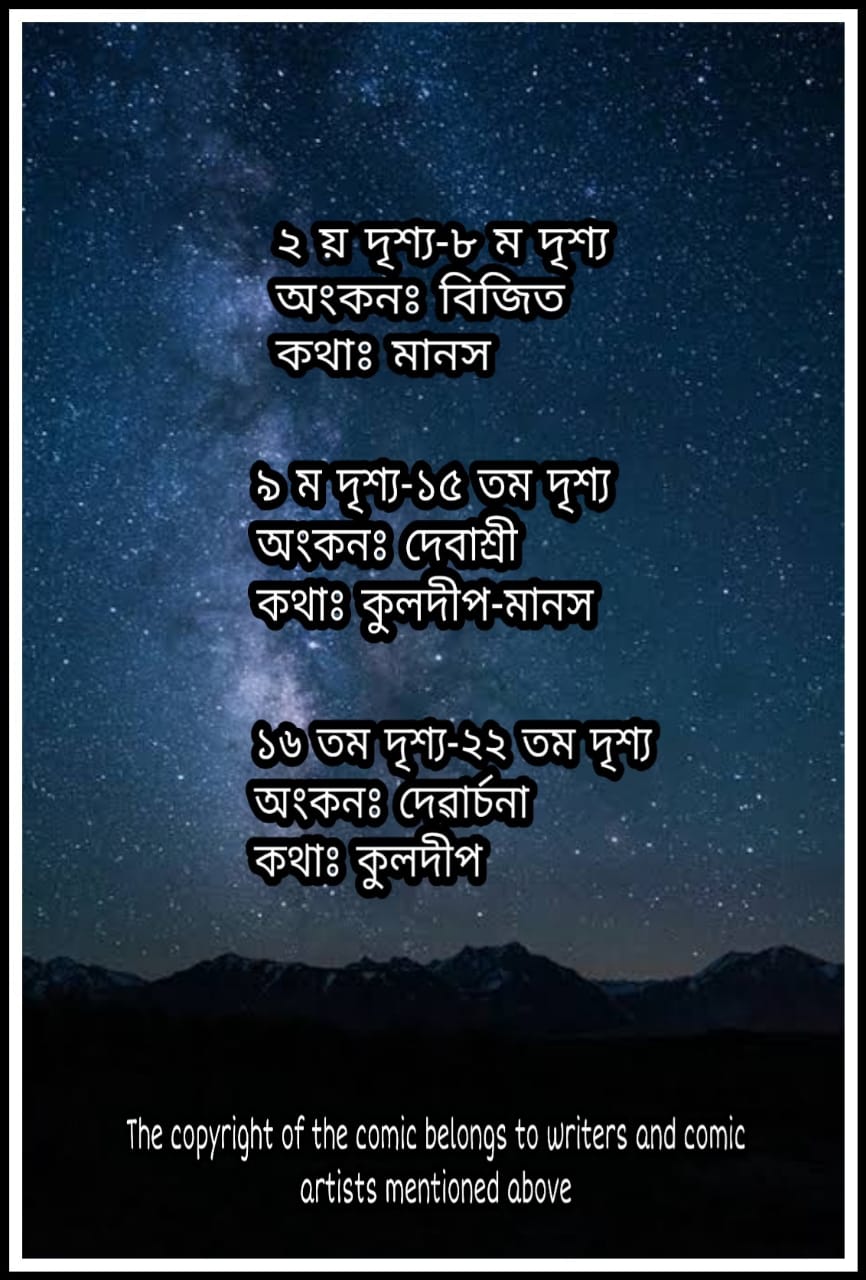 ২ য় দৃশ্য-৮ ম দৃশ্য
অংকনঃ বিজিত
কথাঃ মানস
৯ ম দৃশ্য-১৫ তম দৃশ্য
অংকনঃ দেবাশ্ৰী
কথাঃ কুলদীপ-মানস
১৬ তম দৃশ্য-২২ তম দৃশ্য
অংকনঃ দেৱাৰ্চনা
কথাঃ কুলদীপ
The copyright of the comic belongs to writers and comic
artists mentioned above